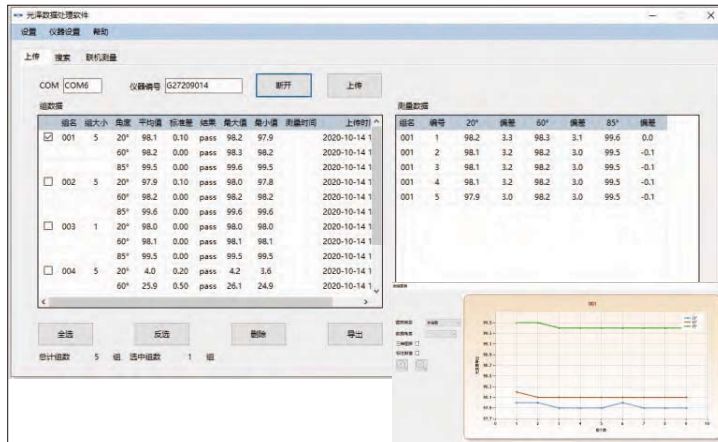 光泽数据处理软件
设置 仪器设置 帮助
上传 搜索 联机测量
COM COM6 仪器编号 G27209014 断开 上传
组数据
组名 组大小 角度 平均值 标准差 结果 最大值 最小值 测量时间 上传时
001 5 20° 98.1 0.10 pass 98.2 97.9 2020-10-14 1
60° 98.2 0.00 pass 98.3 98.2 2020-10-14 1
85° 99.5 0.00 pass 99.6 99.5 2020-10-14 1
002 5 20° 97.9 0.10 pass 98.0 97.8 2020-10-14 1
60° 98.2 0.00 pass 98.2 98.2 2020-10-14 1
85° 99.6 0.00 pass 99.6 99.6 2020-10-14 1
003 1 20° 98.0 0.00 pass 98.0 98.0 2020-10-14 1
60° 98.1 0.00 pass 98.1 98.1 2020-10-14 1
85° 99.5 0.00 pass 99.5 99.5 2020-10-14 1
004 5 20° 4.0 0.20 pass 4.2 3.6 2020-10-14 1
60° 25.9 0.50 pass 26.1 24.9 2020-10-14 1
全选 反选 删除 导出
总计组数 5 组 选中组数 1 组
测量数据
组名 编号 20° 偏差 60° 偏差 85° 偏差
001 1 98.2 3.3 98.3 3.1 99.6 0.0
001 2 98.1 3.2 98.2 3.0 99.5 -0.1
001 3 98.1 3.2 98.2 3.0 99.5 -0.1
001 4 98.1 3.2 98.2 3.0 99.5 -0.1
001 5 97.9 3.0 98.2 3.0 99.5 -0.1
001
0 1 2 3 4 5 6 7 8 9 10